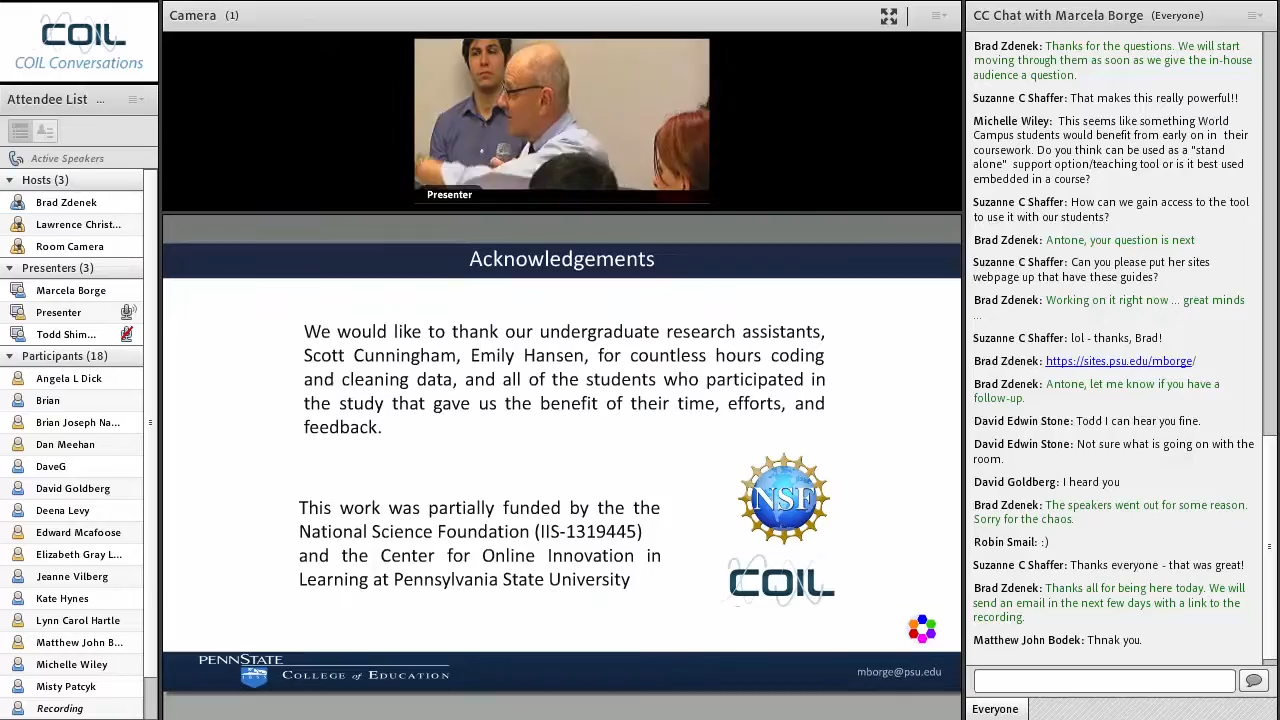 COIL
COIL Conversations
Attendee List ...
Active Speakers
Hosts (3)
Brad Zdenek
Lawrence Christ...
Room Camera
Presenters (3)
Marcela Borge
Presenter
Todd Shim...
Participants (18)
Angela L Dick
Brian
Brian Joseph Na...
Dan Meehan
DaveG
David Goldberg
Deena Levy
Edward Mcafoose
Elizabeth Gray L...
Jeanne Vilberg
Kate Hynes
Lynn Carol Hartle
Matthew John B...
Michelle Wiley
Misty Patcyk
Recording
Camera (1)
Presenter
Acknowledgements
We would like to thank our undergraduate research assistants,
Scott Cunningham, Emily Hansen, for countless hours coding
and cleaning data, and all of the students who participated in
the study that gave us the benefit of their time, efforts, and
feedback.
This work was partially funded by the the
National Science Foundation (IIS-1319445)
and the Center for Online Innovation in
Learning at Pennsylvania State University
NSF
COIL
PENNSTATE
1855
College of Education
mborge@psu.edu
CC Chat with Marcela Borge (Everyone)
Brad Zdenek: Thanks for the questions. We will start
moving through them as soon as we give the in-house
audience a question.
Suzanne C Shaffer: That makes this really powerful!!
Michelle Wiley: This seems like something World
Campus students would benefit from early on in their
coursework. Do you think can be used as a "stand
alone" support option/teaching tool or is it best used
embedded in a course?
Suzanne C Shaffer: How can we gain access to the tool
to use it with our students?
Brad Zdenek: Antone, your question is next
Suzanne C Shaffer: Can you please put her sites
webpage up that have these guides?
Brad Zdenek: Working on it right now ... great minds
...
Suzanne C Shaffer: lol - thanks, Brad!
Brad Zdenek: https://sites.psu.edu/mborge/
Brad Zdenek: Antone, let me know if you have a
follow-up.
David Edwin Stone: Todd I can hear you fine.
David Edwin Stone: Not sure what is going on with the
room.
David Goldberg: I heard you
Brad Zdenek: The speakers went out for some reason.
Sorry for the chaos.
Robin Smail: :)
Suzanne C Shaffer: Thanks everyone - that was great!
Brad Zdenek: Thanks all for being here today. We will
send an email in the next few days with a link to the
recording.
Matthew John Bodek: Thnak you.
Everyone